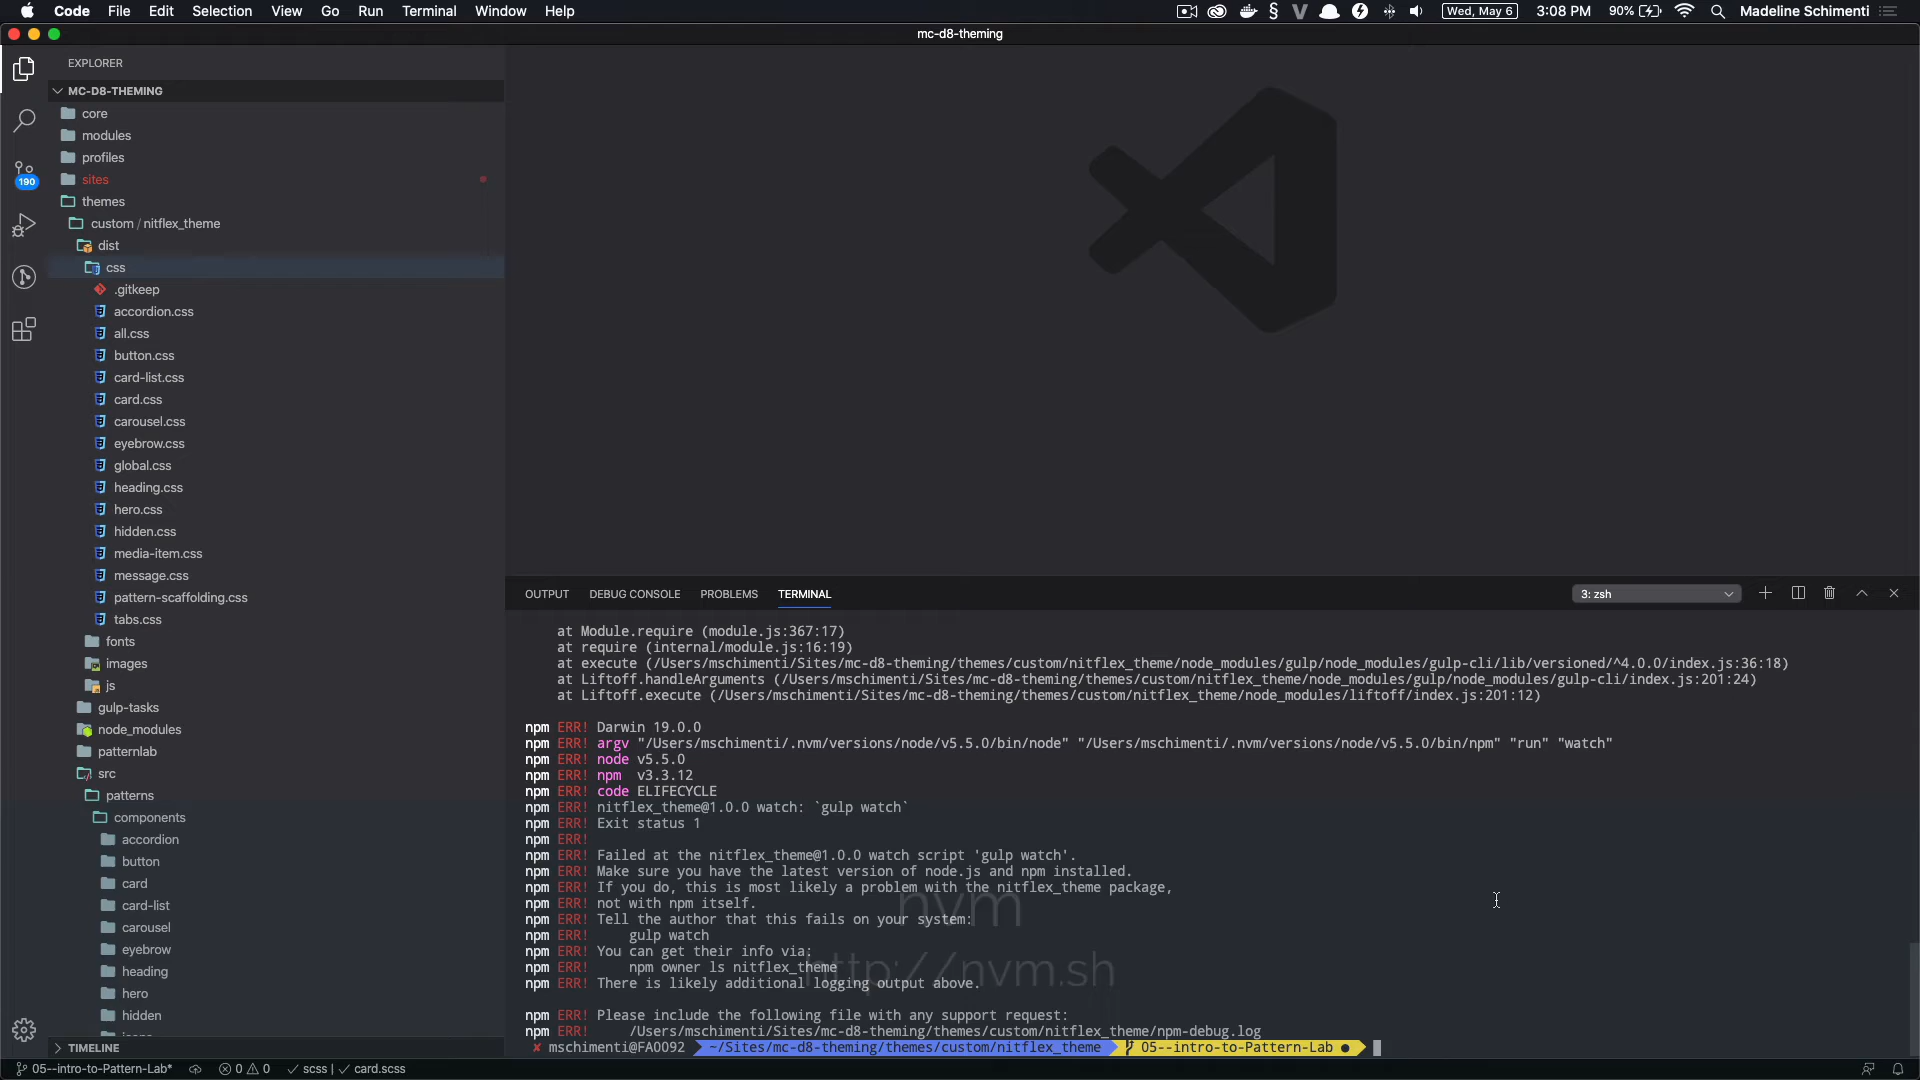 Code File Edit Selection View Go Run Terminal Window Help
Wed, May 6 3:08 PM 90% Madeline Schimenti
mc-d8-theming
EXPLORER
MC-D8-THEMING
core
modules
190
profiles
sites
themes
custom / nitflex_theme
dist
css
.gitkeep
accordion.css
all.css
button.css
card-list.css
card.css
carousel.css
eyebrow.css
global.css
heading.css
hero.css
hidden.css
media-item.css
message.css
pattern-scaffolding.css
tabs.css
fonts
images
js
gulp-tasks
node_modules
patternlab
src
patterns
components
accordion
button
card
card-list
carousel
eyebrow
heading
hero
hidden
TIMELINE
OUTPUT DEBUG CONSOLE PROBLEMS TERMINAL 3: zsh
at Module.require (module.js:367:17)
at require (internal/module.js:16:19)
at execute (/Users/mschimenti/Sites/mc-d8-theming/themes/custom/nitflex_theme/node_modules/gulp/node_modules/gulp-cli/lib/versioned/^4.0.0/index.js:36:18)
at Liftoff.handleArguments (/Users/mschimenti/Sites/mc-d8-theming/themes/custom/nitflex_theme/node_modules/gulp/node_modules/gulp-cli/index.js:201:24)
at Liftoff.execute (/Users/mschimenti/Sites/mc-d8-theming/themes/custom/nitflex_theme/node_modules/liftoff/index.js:201:12)
npm ERR! Darwin 19.0.0
npm ERR! argv "/Users/mschimenti/.nvm/versions/node/v5.5.0/bin/node" "/Users/mschimenti/.nvm/versions/node/v5.5.0/bin/npm" "run" "watch"
npm ERR! node v5.5.0
npm ERR! npm  v3.3.12
npm ERR! code ELIFECYCLE
npm ERR! nitflex_theme@1.0.0 watch: `gulp watch`
npm ERR! Exit status 1
npm ERR!
npm ERR! Failed at the nitflex_theme@1.0.0 watch script 'gulp watch'.
npm ERR! Make sure you have the latest version of node.js and npm installed.
npm ERR! If you do, this is most likely a problem with the nitflex_theme package,
npm ERR! not with npm itself.
npm ERR! Tell the author that this fails on your system:
npm ERR!     gulp watch
npm ERR! You can get their info via:
npm ERR!     npm owner ls nitflex_theme
npm ERR! There is likely additional logging output above.
nvm
http://nvm.sh
npm ERR! Please include the following file with any support request:
npm ERR!     /Users/mschimenti/Sites/mc-d8-theming/themes/custom/nitflex_theme/npm-debug.log
✘ mschimenti@FA0092 ~/Sites/mc-d8-theming/themes/custom/nitflex_theme 05--intro-to-Pattern-Lab ●
05--intro-to-Pattern-Lab* 0 0 ✓ scss | ✓ card.scss